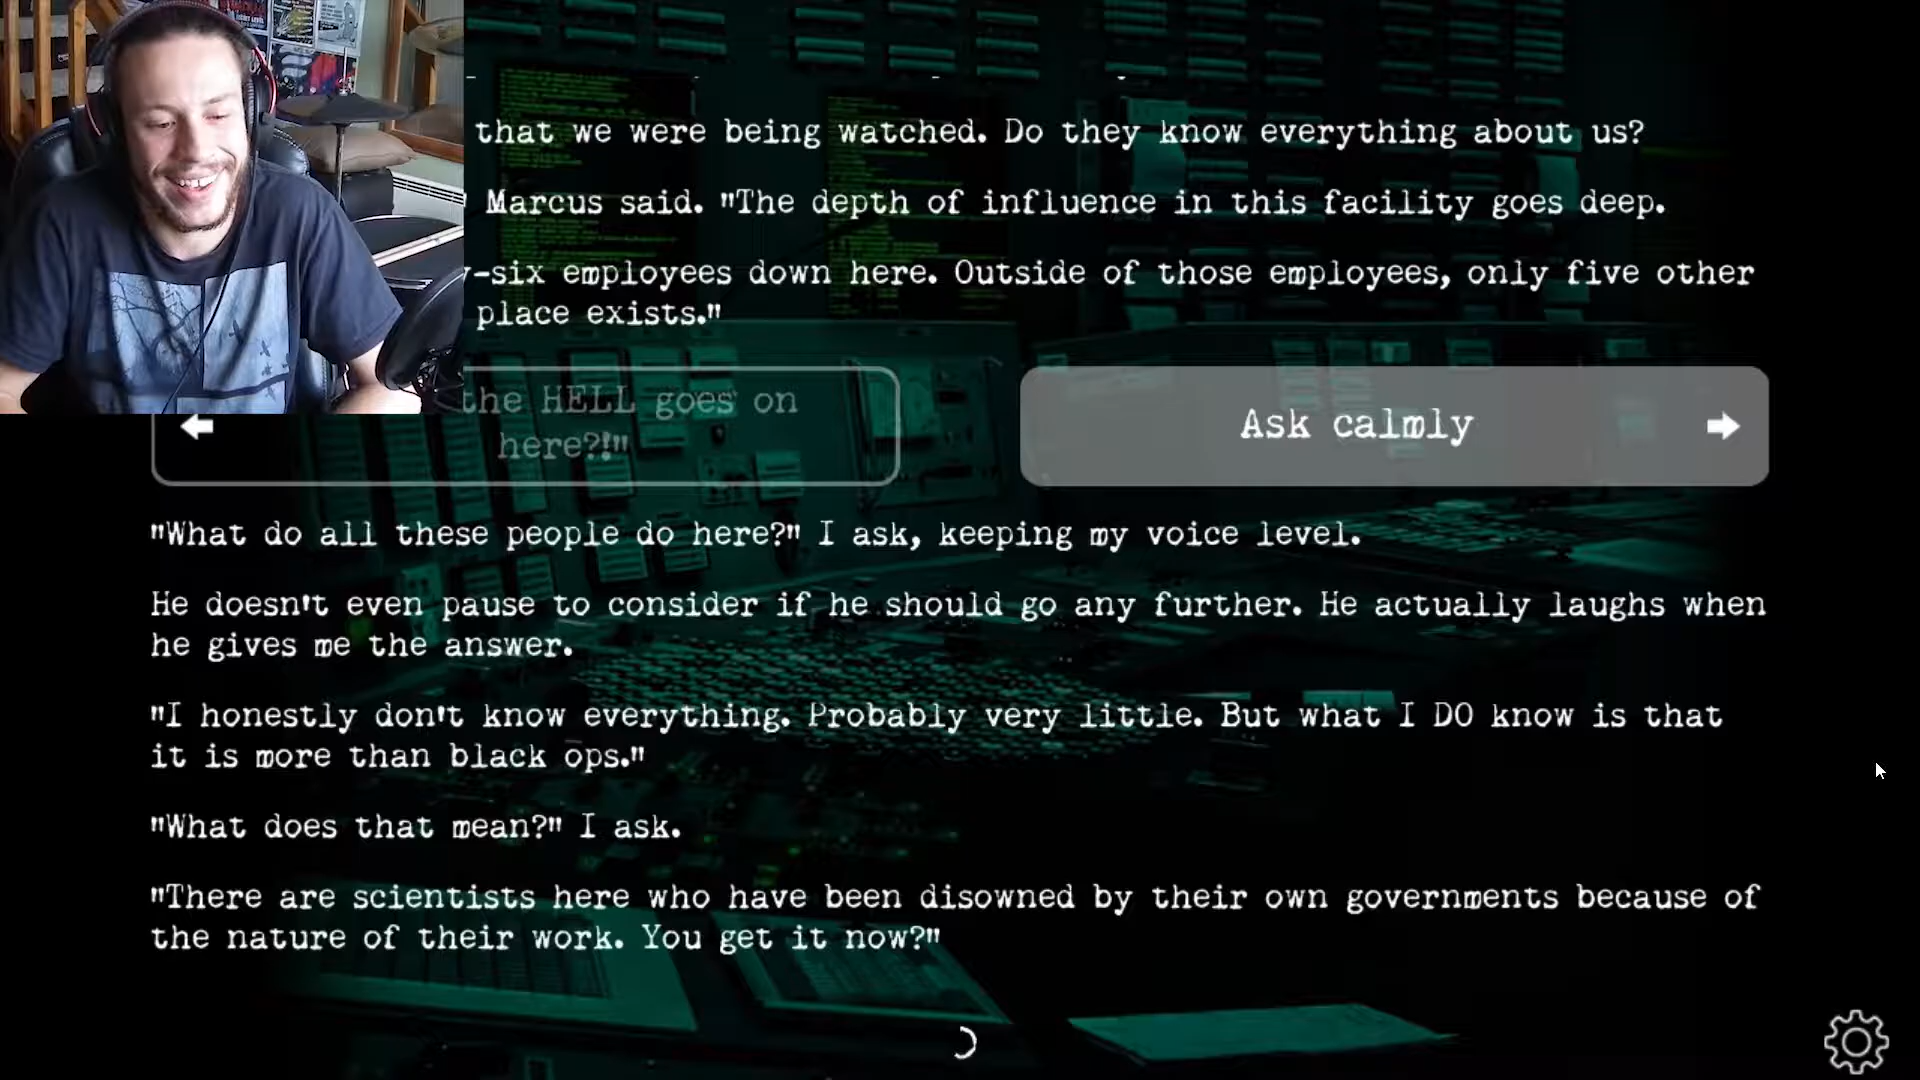 that we were being watched. Do they know everything about us?
Marcus said. "The depth of influence in this facility goes deep.
-six employees down here. Outside of those employees, only five other
place exists."
the HELL goes on
here?!"
Ask calmly
"What do all these people do here?" I ask, keeping my voice level.
He doesn't even pause to consider if he should go any further. He actually laughs when
he gives me the answer.
"I honestly don't know everything. Probably very little. But what I DO know is that
it is more than black ops."
"What does that mean?" I ask.
"There are scientists here who have been disowned by their own governments because of
the nature of their work. You get it now?"